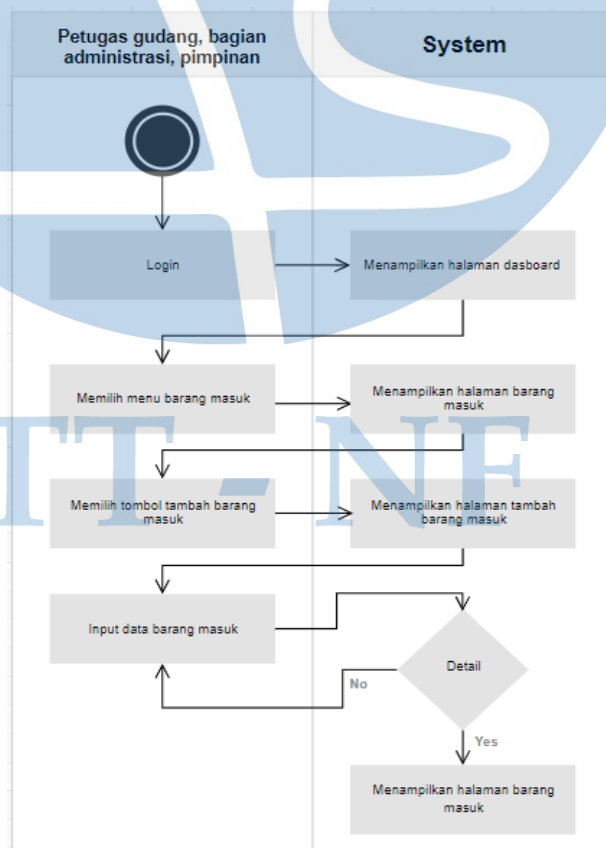 Petugas gudang, bagian
administrasi, pimpinan
System
Login
Menampilkan halaman dasboard
Memilih menu barang masuk
Menampilkan halaman barang
masuk
Memilih tombol tambah barang
masuk
Menampilkan halaman tambah
barang masuk
Input data barang masuk
Detail
No
Yes
Menampilkan halaman barang
masuk
TT - NF